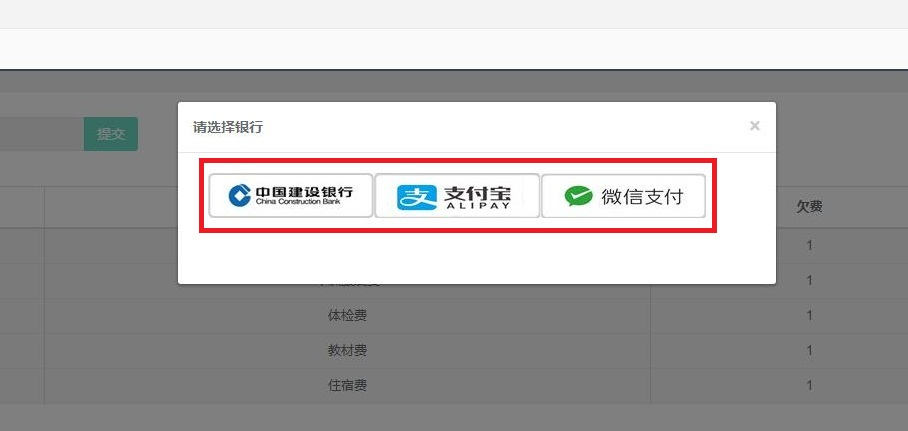 提交
请选择银行
×
中国建设银行
China Construction Bank
支 支付宝
ALIPAY
微信支付
欠费
1
1
体检费
1
教材费
1
住宿费
1